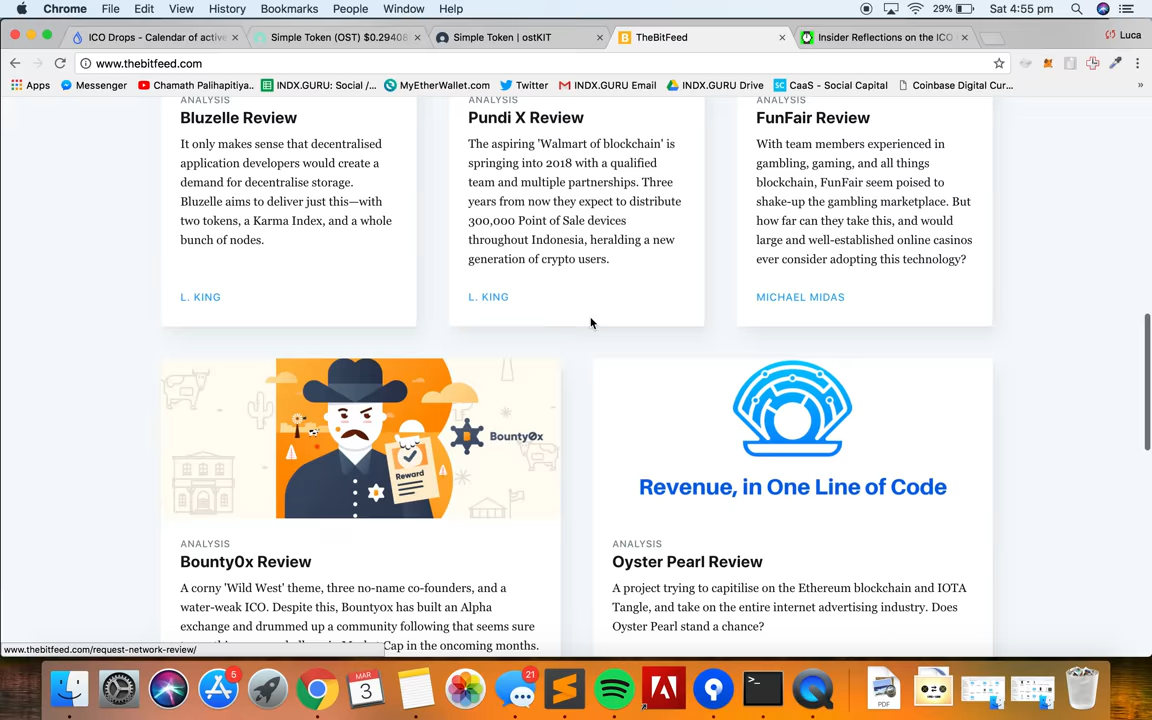 Chrome File Edit View History Bookmarks People Window Help 29% Sat 4:55 pm
ICO Drops - Calendar of active
Simple Token (OST) $0.29408
Simple Token | ostKIT
TheBitFeed
Insider Reflections on the ICO
Luca
www.thebitfeed.com
Apps Messenger Chamath Palihapitiya.. INDX.GURU: Social /... MyEtherWallet.com Twitter INDX.GURU Email INDX.GURU Drive CaaS - Social Capital Coinbase Digital Cur... »
ANALYSIS
Bluzelle Review
It only makes sense that decentralised
application developers would create a
demand for decentralise storage.
Bluzelle aims to deliver just this—with
two tokens, a Karma Index, and a whole
bunch of nodes.
L. KING
ANALYSIS
Pundi X Review
The aspiring 'Walmart of blockchain' is
springing into 2018 with a qualified
team and multiple partnerships. Three
years from now they expect to distribute
300,000 Point of Sale devices
throughout Indonesia, heralding a new
generation of crypto users.
L. KING
ANALYSIS
FunFair Review
With team members experienced in
gambling, gaming, and all things
blockchain, FunFair seem poised to
shake-up the gambling marketplace. But
how far can they take this, and would
large and well-established online casinos
ever consider adopting this technology?
MICHAEL MIDAS
Bounty0x
Reward
ANALYSIS
Bounty0x Review
A corny 'Wild West' theme, three no-name co-founders, and a
water-weak ICO. Despite this, Bounty0x has built an Alpha
exchange and drummed up a community following that seems sure
Cap in the oncoming months.
Revenue, in One Line of Code
ANALYSIS
Oyster Pearl Review
A project trying to capitilise on the Ethereum blockchain and IOTA
Tangle, and take on the entire internet advertising industry. Does
Oyster Pearl stand a chance?
www.thebitfeed.com/request-network-review/
5
MAR
3
21
PDF